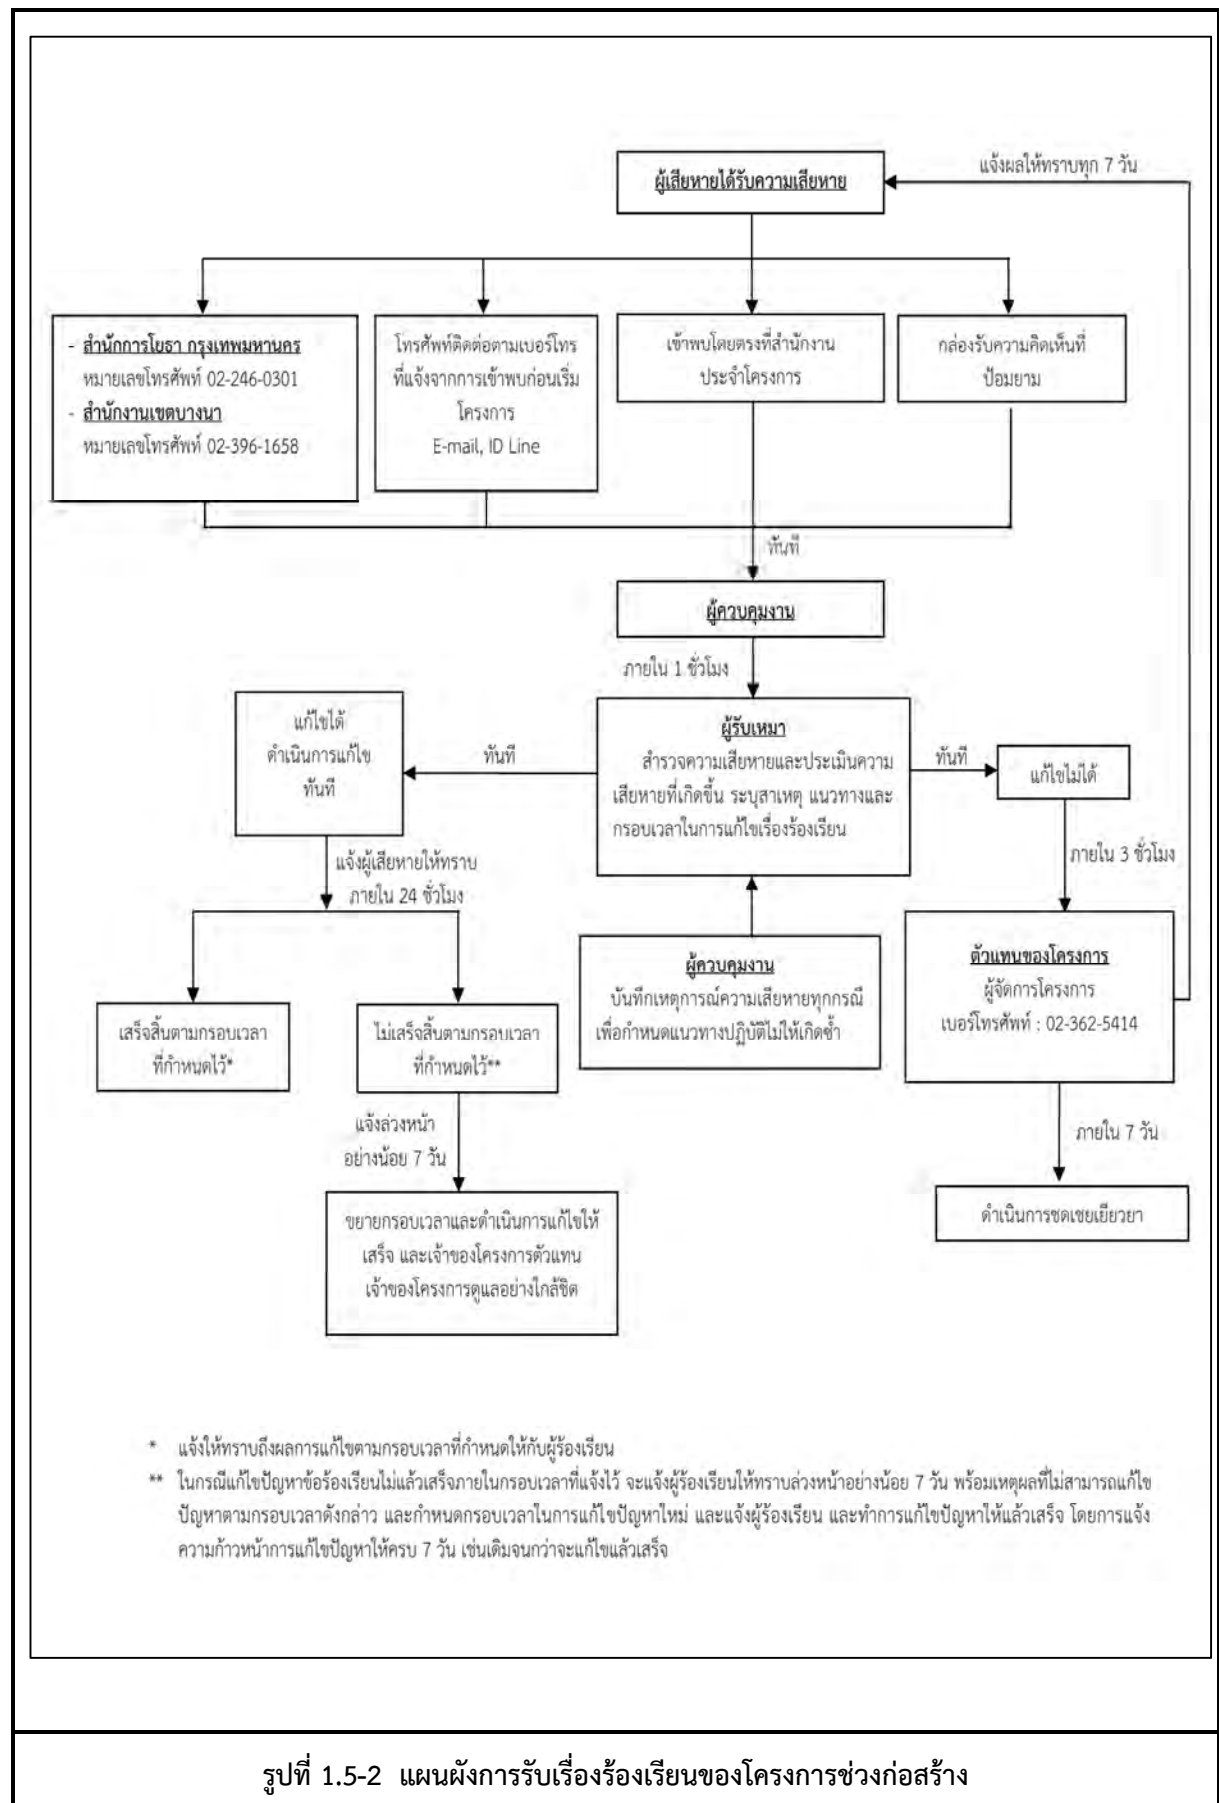 แจ้งผลให้ทราบทุก 7 วัน
ผู้เสียหายได้รับความเสียหาย
- สำนักการโยธา กรุงเทพมหานคร
หมายเลขโทรศัพท์ 02-246-0301
- สำนักงานเขตบางนา
หมายเลขโทรศัพท์ 02-396-1658
โทรศัพท์ติดต่อตามเบอร์โทร
ที่แจ้งจากการเข้าพบก่อนเริ่ม
โครงการ
E-mail, ID Line
เข้าพบโดยตรงที่สำนักงาน
ประจำโครงการ
กล่องรับความคิดเห็นที่
ป้อมยาม
ทันที
ผู้ควบคุมงาน
ภายใน 1 ชั่วโมง
แก้ไขได้
ดำเนินการแก้ไข
ทันที
ทันที
ผู้รับเหมา
สำรวจความเสียหายและประเมินความ
เสียหายที่เกิดขึ้น ระบุสาเหตุ แนวทางและ
กรอบเวลาในการแก้ไขเรื่องร้องเรียน
ทันที
แก้ไขไม่ได้
แจ้งผู้เสียหายให้ทราบ
ภายใน 24 ชั่วโมง
ภายใน 3 ชั่วโมง
ผู้ควบคุมงาน
บันทึกเหตุการณ์ความเสียหายทุกกรณี
เพื่อกำหนดแนวทางปฏิบัติไม่ให้เกิดซ้ำ
ตัวแทนของโครงการ
ผู้จัดการโครงการ
เบอร์โทรศัพท์ : 02-362-5414
เสร็จสิ้นตามกรอบเวลา
ที่กำหนดไว้*
ไม่เสร็จสิ้นตามกรอบเวลา
ที่กำหนดไว้**
แจ้งล่วงหน้า
อย่างน้อย 7 วัน
ภายใน 7 วัน
ขยายกรอบเวลาและดำเนินการแก้ไขให้
เสร็จ และเจ้าของโครงการตัวแทน
เจ้าของโครงการดูแลอย่างใกล้ชิด
ดำเนินการชดเชยเยียวยา
* แจ้งให้ทราบถึงผลการแก้ไขตามกรอบเวลาที่กำหนดให้กับผู้ร้องเรียน
** ในกรณีแก้ไขปัญหาข้อร้องเรียนไม่แล้วเสร็จภายในกรอบเวลาที่แจ้งไว้ จะแจ้งผู้ร้องเรียนให้ทราบล่วงหน้าอย่างน้อย 7 วัน พร้อมเหตุผลที่ไม่สามารถแก้ไข
ปัญหาตามกรอบเวลาดังกล่าว และกำหนดกรอบเวลาในการแก้ไขปัญหาใหม่ และแจ้งผู้ร้องเรียน และทำการแก้ไขปัญหาให้แล้วเสร็จ โดยการแจ้ง
ความก้าวหน้าการแก้ไขปัญหาให้ครบ 7 วัน เช่นเดิมจนกว่าจะแก้ไขแล้วเสร็จ
รูปที่ 1.5-2 แผนผังการรับเรื่องร้องเรียนของโครงการช่วงก่อสร้าง